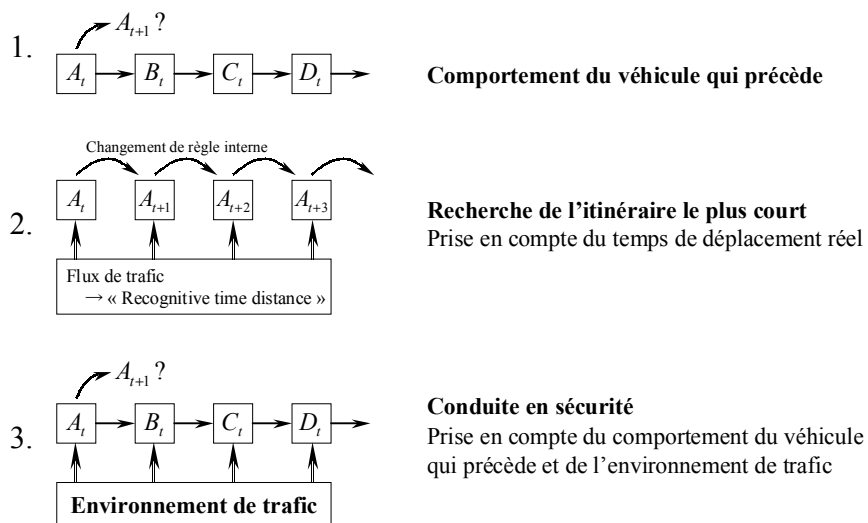 1.
A_{t+1} ?
A_t B_t C_t D_t
Comportement du véhicule qui précède
2.
Changement de règle interne
A_t A_{t+1} A_{t+2} A_{t+3}
Recherche de l’itinéraire le plus court
Prise en compte du temps de déplacement réel
Flux de trafic
→ « Recognitive time distance »
3.
A_{t+1} ?
A_t B_t C_t D_t
Conduite en sécurité
Prise en compte du comportement du véhicule
qui précède et de l’environnement de trafic
Environnement de trafic